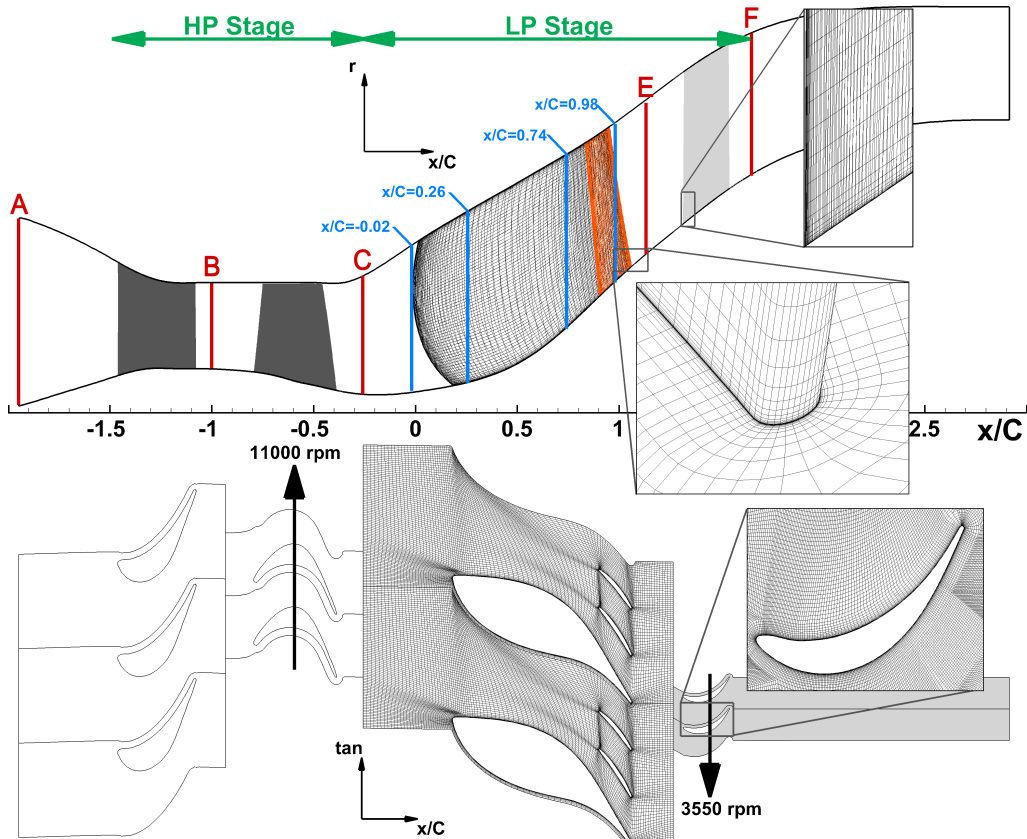 HP Stage
LP Stage
F
r
E
x/C=0.98
x/C=0.74
x/C
x/C=0.26
A
x/C=-0.02
B
C
-1.5
-1
-0.5
0
0.5
1
2.5
x/C
11000 rpm
tan
x/C
3550 rpm